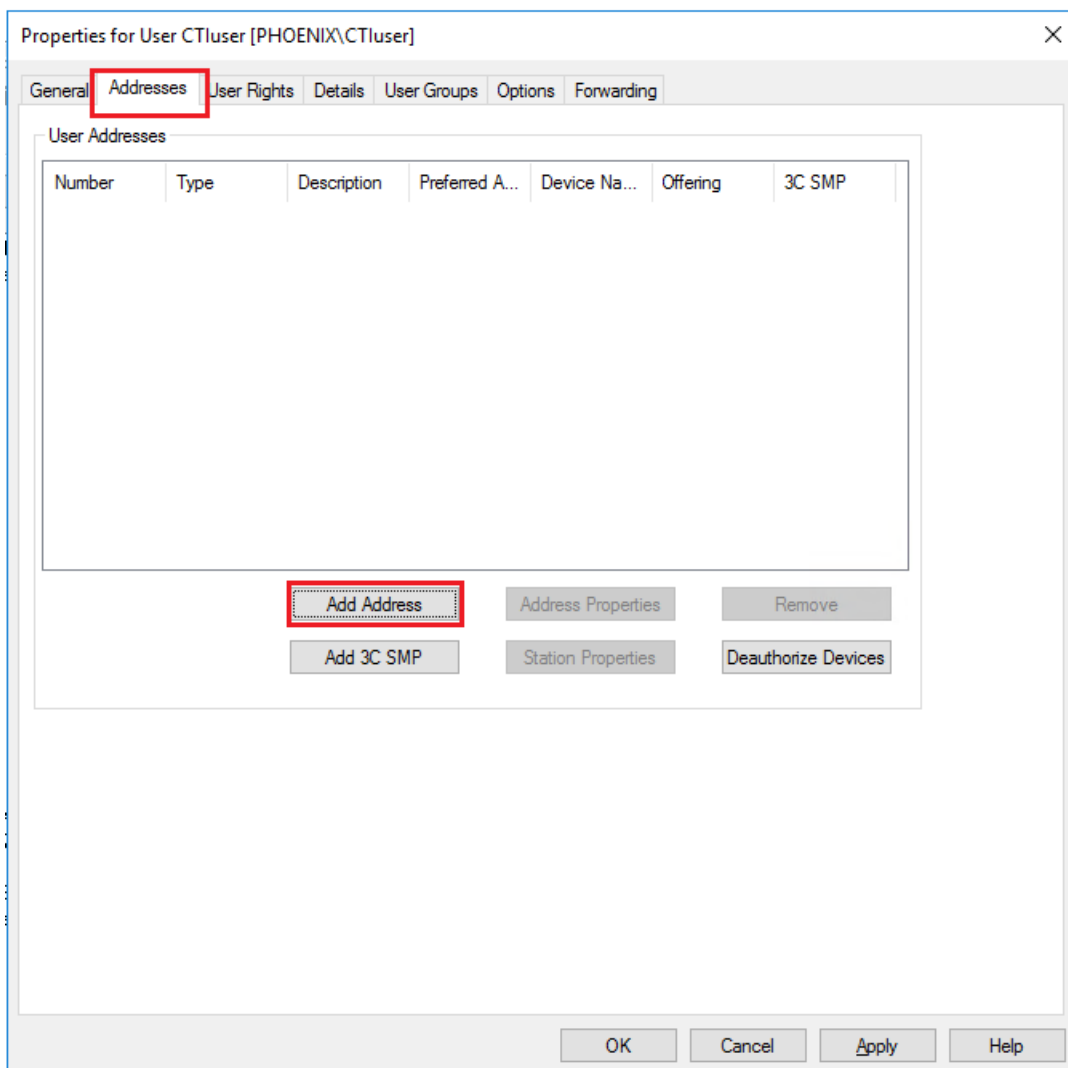 Properties for User CTIuser [PHOENIX\CTIuser]
General Addresses User Rights Details User Groups Options Forwarding
User Addresses
Number Type Description Preferred A... Device Na... Offering 3C SMP
Add Address Address Properties Remove
Add 3C SMP Station Properties Deauthorize Devices
OK Cancel Apply Help